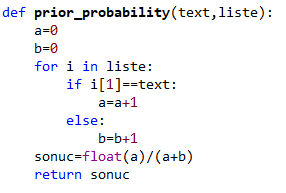 def prior_probability(text,liste):
    a=0
    b=0
    for i in liste:
        if i[1]==text:
            a=a+1
        else:
            b=b+1
    sonuc=float(a)/(a+b)
    return sonuc